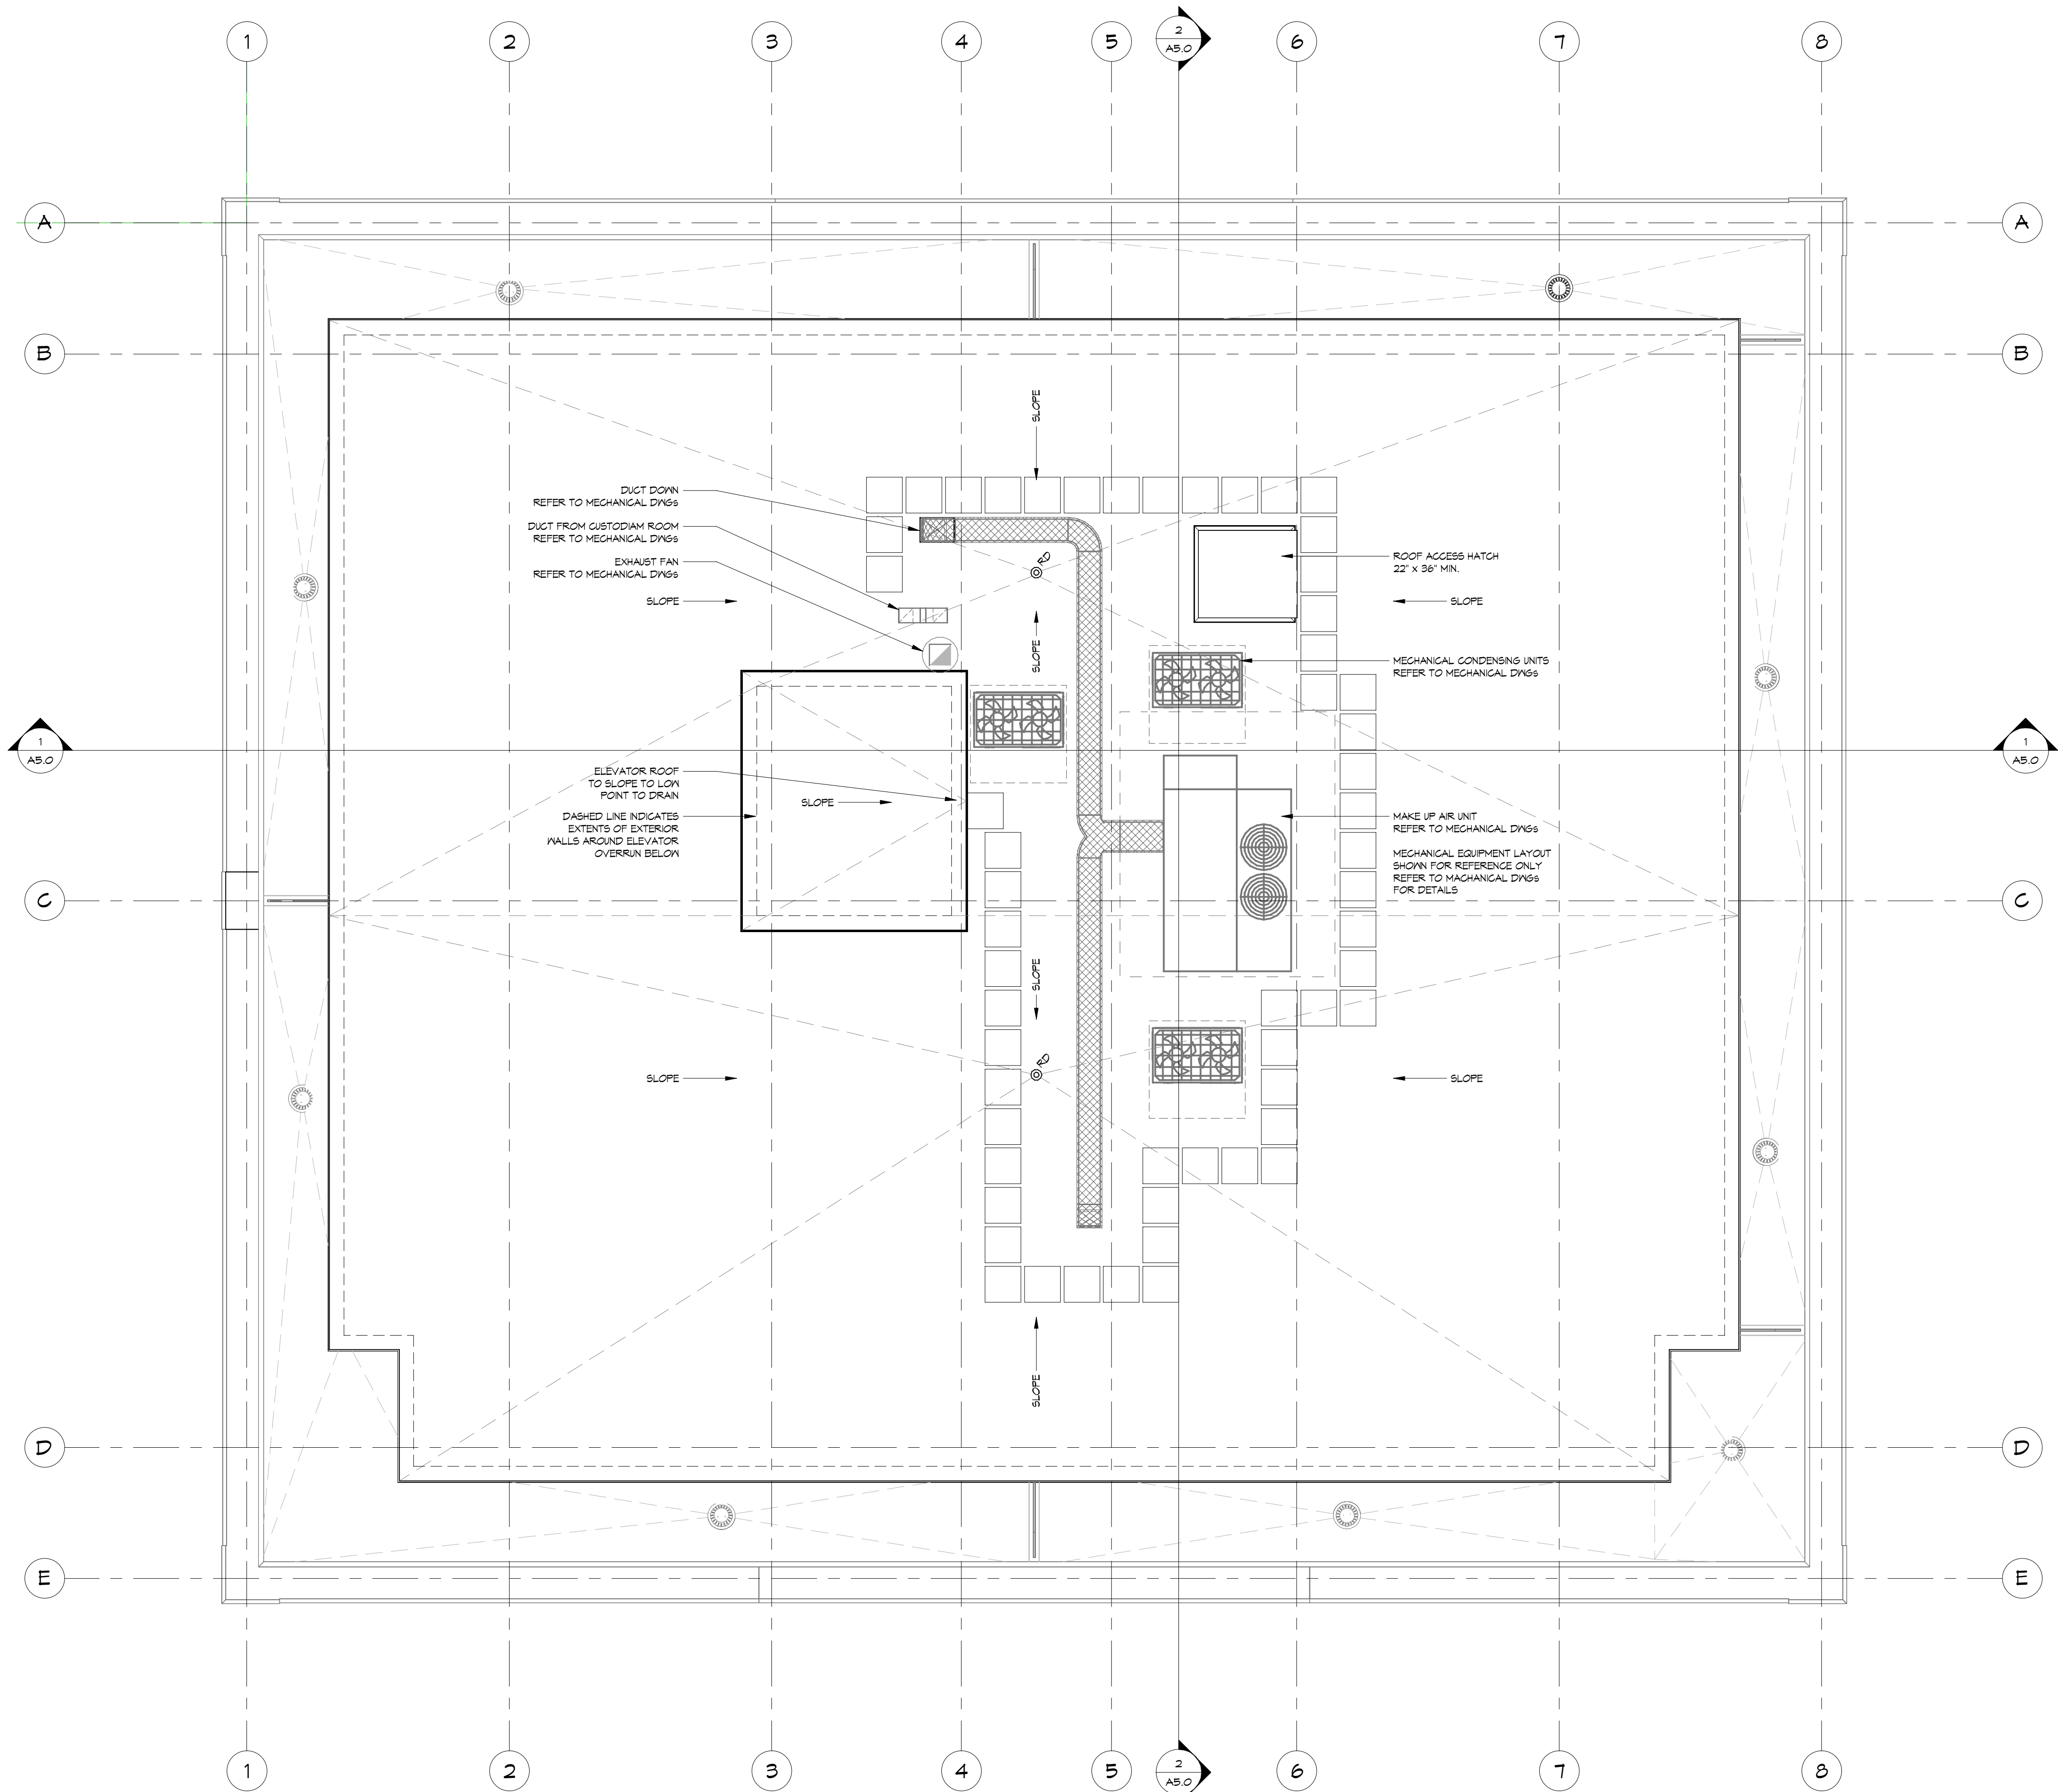 1
2
3
4
5
2
A5.0
6
7
8
A
A
B
B
SLOPE
DUCT DOWN
REFER TO MECHANICAL DWGs
DUCT FROM CUSTODIAM ROOM
REFER TO MECHANICAL DWGs
EXHAUST FAN
REFER TO MECHANICAL DWGs
RD
ROOF ACCESS HATCH
22" x 36" MIN.
SLOPE
SLOPE
SLOPE
MECHANICAL CONDENSING UNITS
REFER TO MECHANICAL DWGs
1
A5.0
1
A5.0
ELEVATOR ROOF
TO SLOPE TO LOW
POINT TO DRAIN
SLOPE
DASHED LINE INDICATES
EXTENTS OF EXTERIOR
WALLS AROUND ELEVATOR
OVERRUN BELOW
MAKE UP AIR UNIT
REFER TO MECHANICAL DWGs
MECHANICAL EQUIPMENT LAYOUT
SHOWN FOR REFERENCE ONLY
REFER TO MACHANICAL DWGs
FOR DETAILS
C
C
SLOPE
RD
SLOPE
SLOPE
SLOPE
D
D
E
E
1
2
3
4
5
2
A5.0
6
7
8